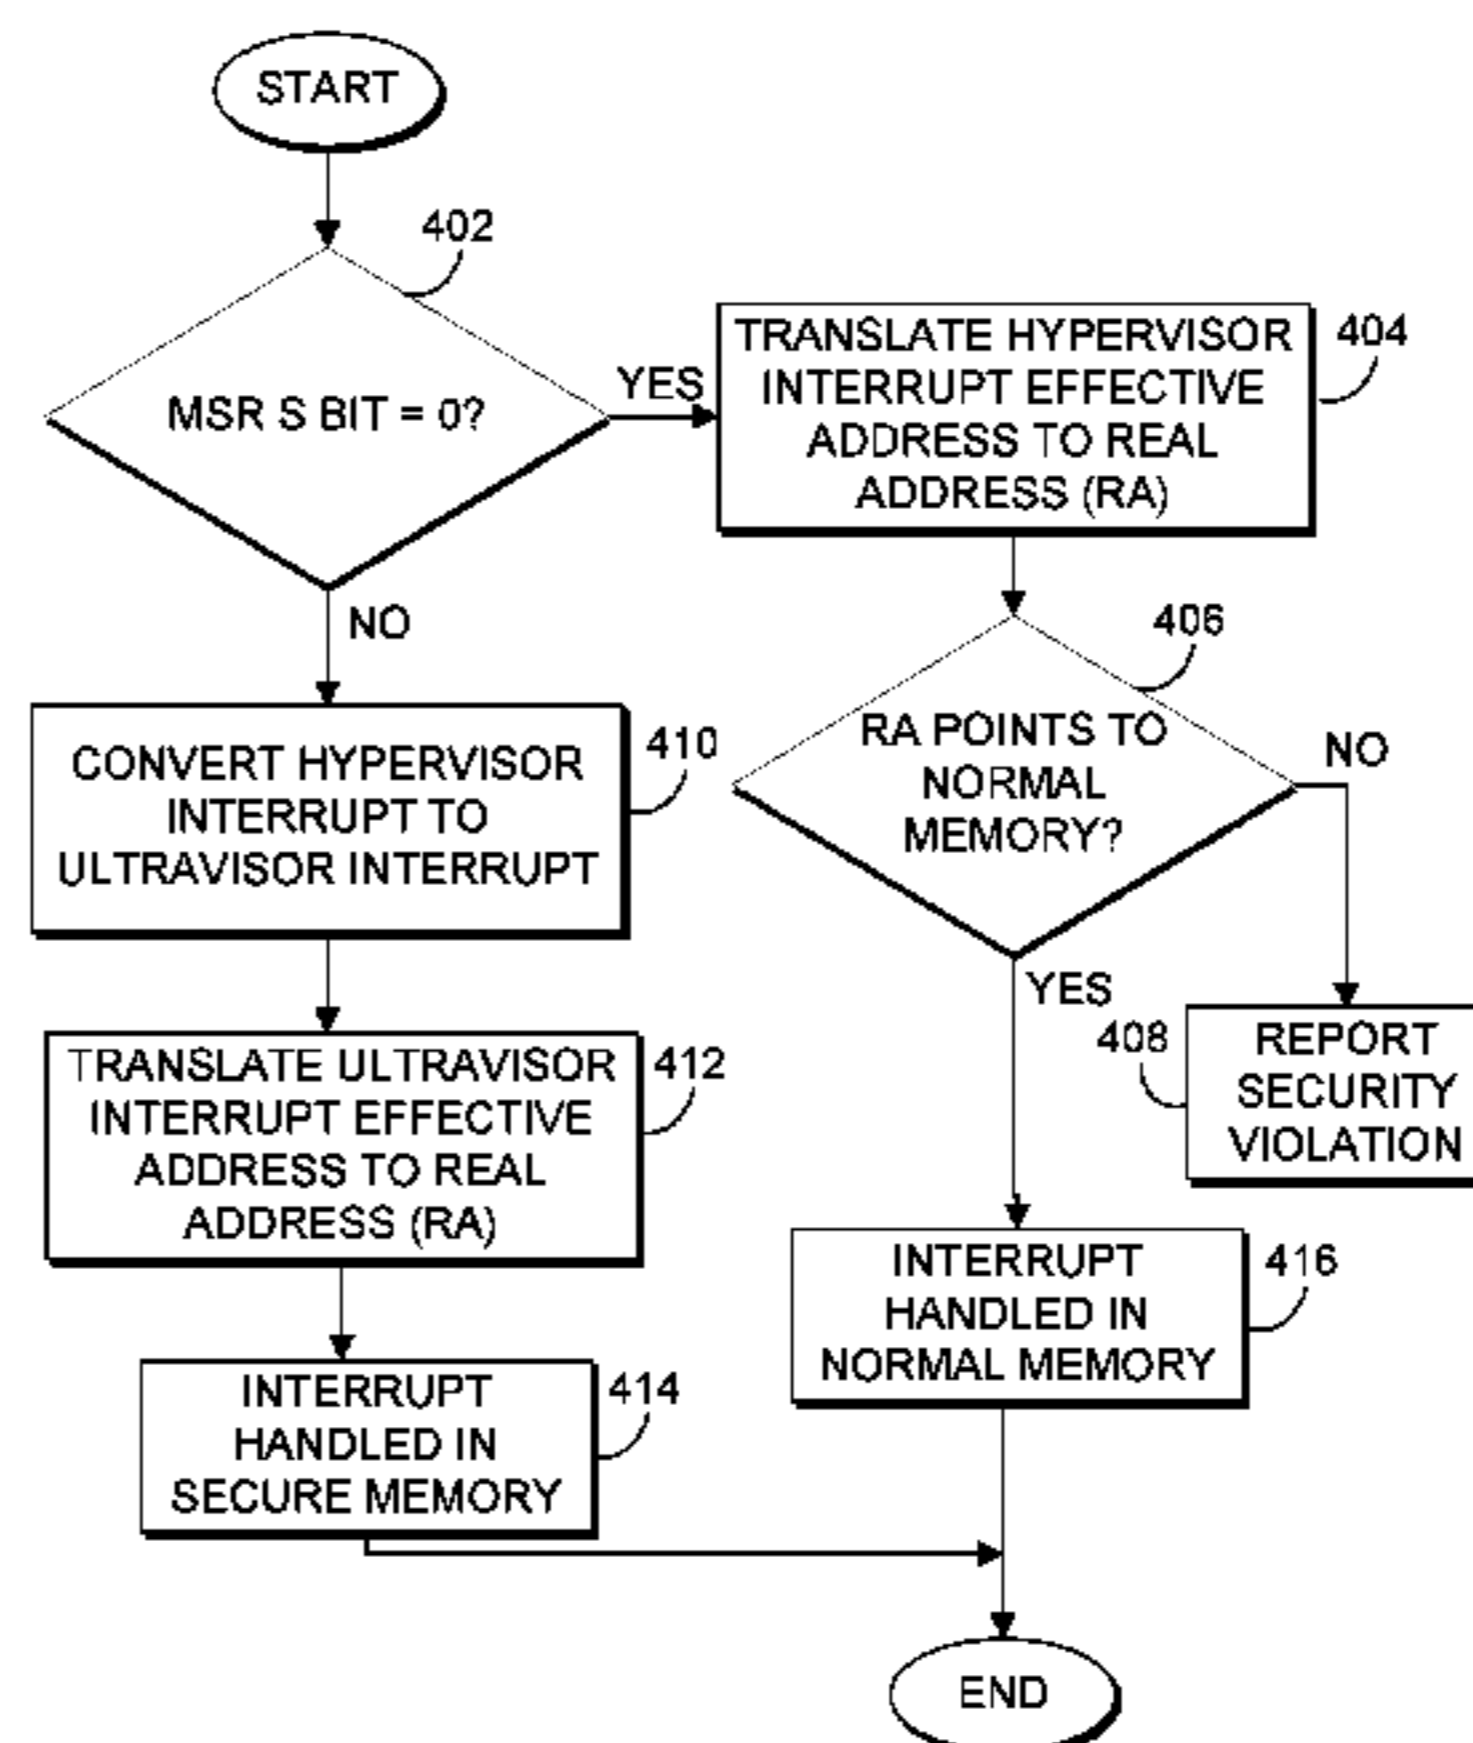 START
402
MSR S BIT = 0?
YES
TRANSLATE HYPERVISOR
INTERRUPT EFFECTIVE
ADDRESS TO REAL
ADDRESS (RA)
404
NO
406
RA POINTS TO
NORMAL
MEMORY?
NO
CONVERT HYPERVISOR
INTERRUPT TO
ULTRAVISOR INTERRUPT
410
YES
408
REPORT
SECURITY
VIOLATION
TRANSLATE ULTRAVISOR
INTERRUPT EFFECTIVE
ADDRESS TO REAL
ADDRESS (RA)
412
INTERRUPT
HANDLED IN
NORMAL MEMORY
416
INTERRUPT
HANDLED IN
SECURE MEMORY
414
END